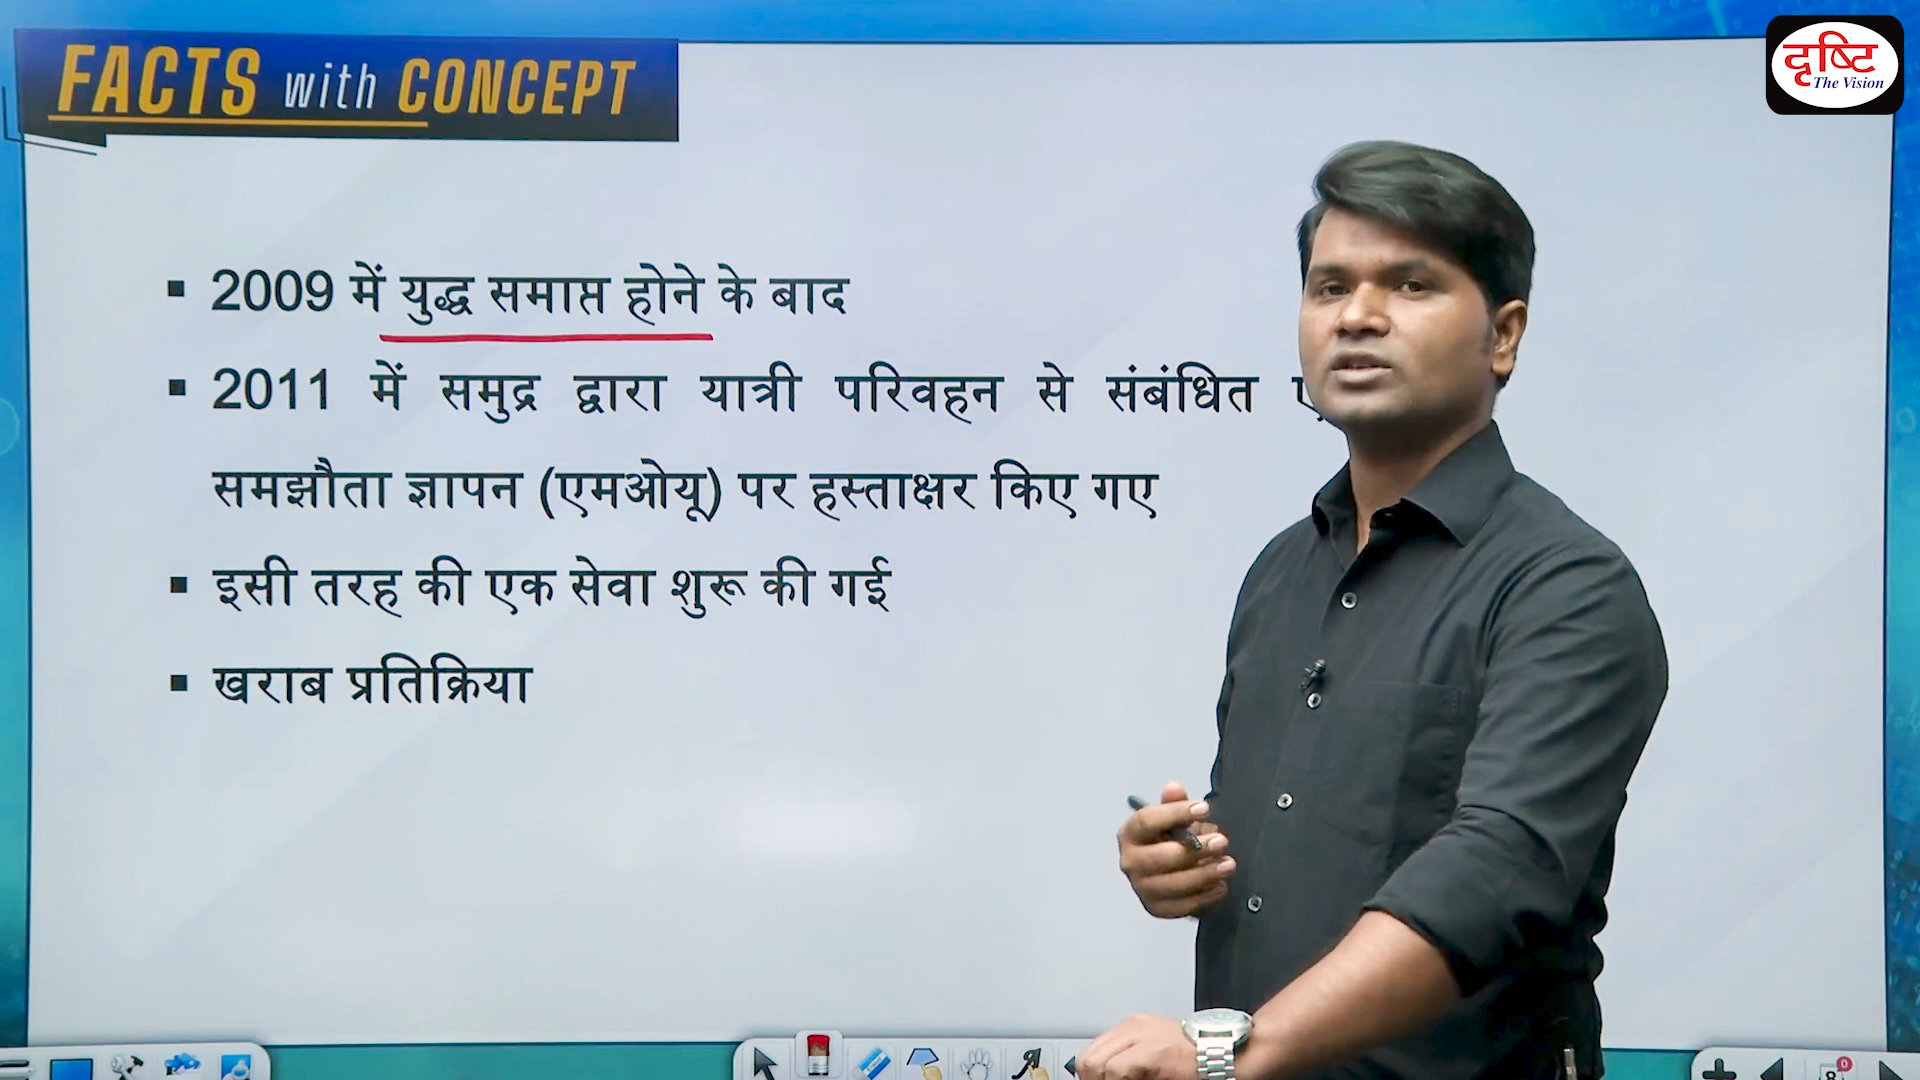 FACTS with CONCEPT
दृष्टि
The Vision
▪ 2009 में युद्ध समाप्त होने के बाद
▪ 2011 में समुद्र द्वारा यात्री परिवहन से संबंधित
समझौता ज्ञापन (एमओयू) पर हस्ताक्षर किए गए
▪ इसी तरह की एक सेवा शुरू की गई
▪ खराब प्रतिक्रिया